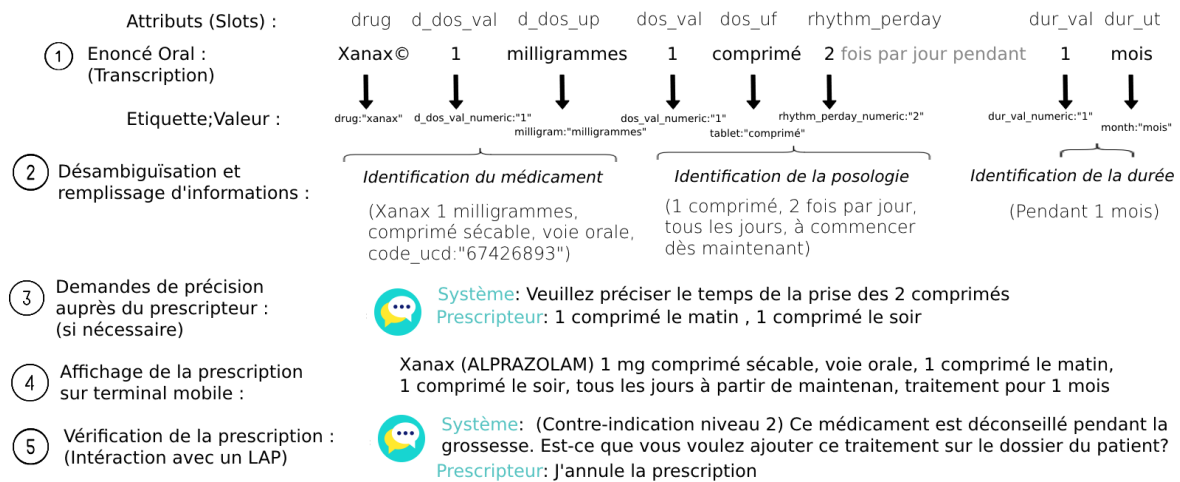 Attributs (Slots) : drug d_dos_val d_dos_up dos_val dos_uf rhythm_perday dur_val dur_ut
1 Enoncé Oral : Xanax© 1 milligrammes 1 comprimé 2 fois par jour pendant 1 mois
(Transcription)
Etiquette;Valeur : drug:"xanax" d_dos_val_numeric:"1" dos_val_numeric:"1" rhythm_perday_numeric:"2" dur_val_numeric:"1"
milligram:"milligrammes" tablet:"comprimé" month:"mois"
2 Désambiguïsation et
remplissage d'informations :
Identification du médicament Identification de la posologie Identification de la durée
(Xanax 1 milligrammes,
comprimé sécable, voie orale,
code_ucd:"67426893")
(1 comprimé, 2 fois par jour,
tous les jours, à commencer
dès maintenant)
(Pendant 1 mois)
3 Demandes de précision
auprès du prescripteur :
(si nécessaire)
Système: Veuillez préciser le temps de la prise des 2 comprimés
Prescripteur: 1 comprimé le matin , 1 comprimé le soir
4 Affichage de la prescription
sur terminal mobile :
Xanax (ALPRAZOLAM) 1 mg comprimé sécable, voie orale, 1 comprimé le matin,
1 comprimé le soir, tous les jours à partir de maintenan, traitement pour 1 mois
5 Vérification de la prescription :
(Intéraction avec un LAP)
Système: (Contre-indication niveau 2) Ce médicament est déconseillé pendant la
grossesse. Est-ce que vous voulez ajouter ce traitement sur le dossier du patient?
Prescripteur: J'annule la prescription